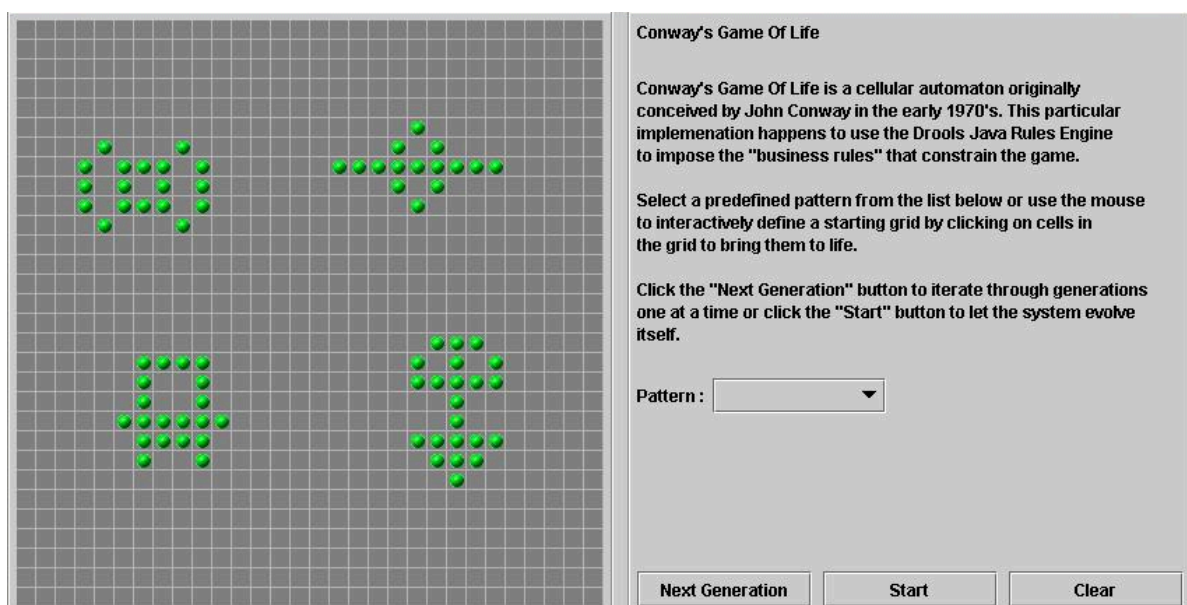 Conway's Game Of Life
Conway's Game Of Life is a cellular automaton originally
conceived by John Conway in the early 1970's. This particular
implemenation happens to use the Drools Java Rules Engine
to impose the "business rules" that constrain the game.
Select a predefined pattern from the list below or use the mouse
to interactively define a starting grid by clicking on cells in
the grid to bring them to life.
Click the "Next Generation" button to iterate through generations
one at a time or click the "Start" button to let the system evolve
itself.
Pattern :
Next Generation
Start
Clear